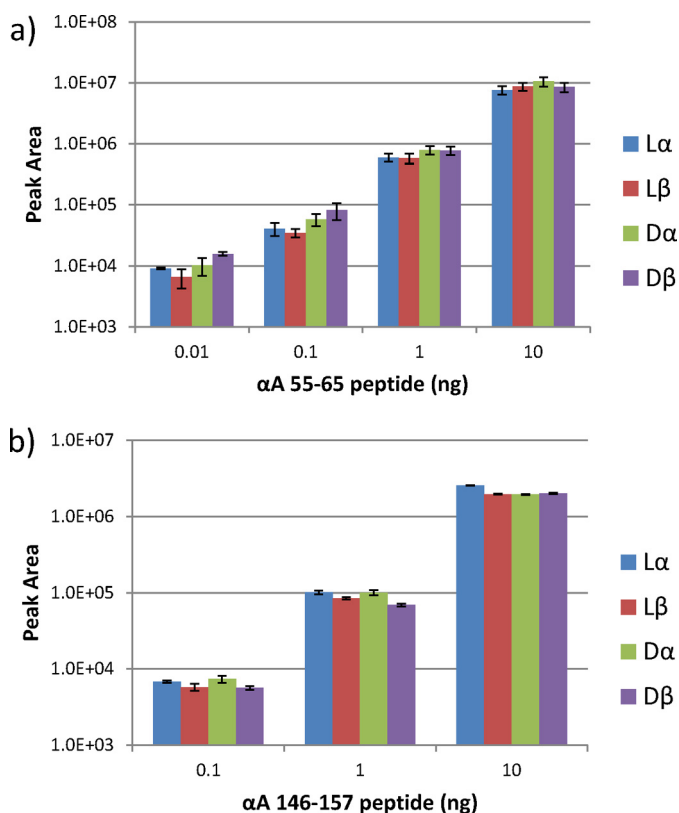 a)
1.0E+08
1.0E+07
1.0E+06
1.0E+05
1.0E+04
1.0E+03
Peak Area
0.01 0.1 1 10
αA 55-65 peptide (ng)
Lα
Lβ
Dα
Dβ
b)
1.0E+07
1.0E+06
1.0E+05
1.0E+04
1.0E+03
Peak Area
0.1 1 10
αA 146-157 peptide (ng)
Lα
Lβ
Dα
Dβ